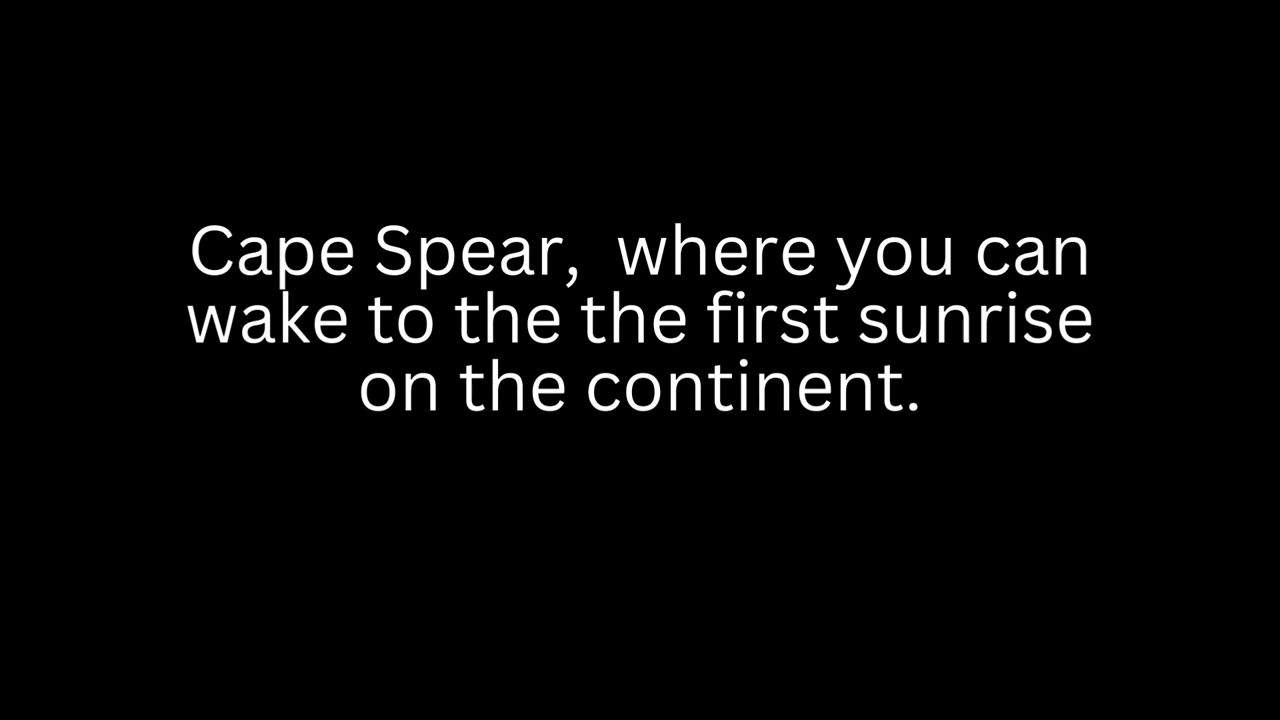 Cape Spear,  where you can
wake to the the first sunrise
on the continent.